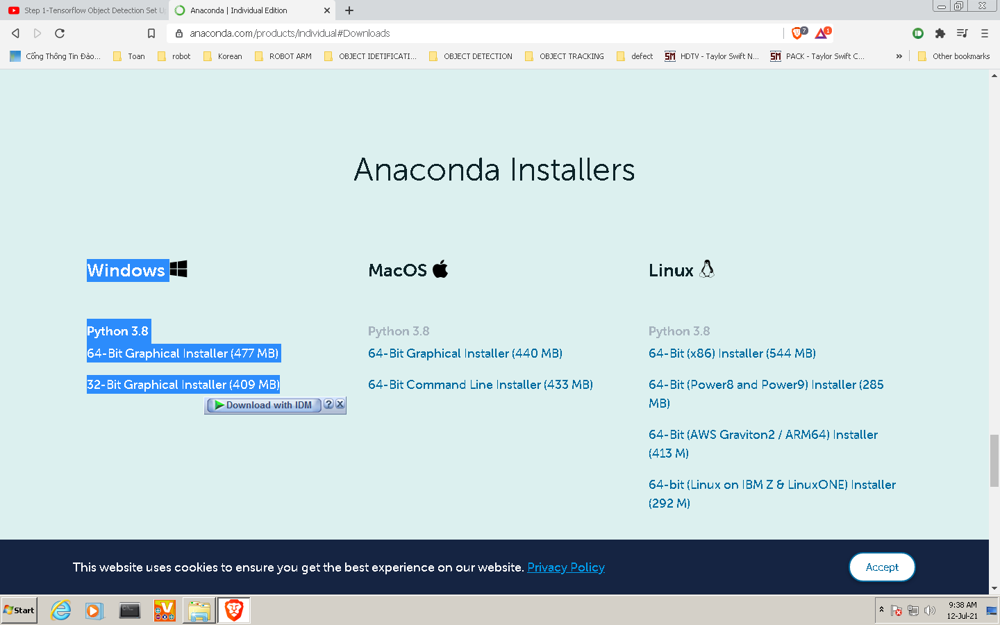 Step 1-Tensorflow Object Detection Set U
Anaconda | Individual Edition
anaconda.com/products/individual#Downloads
7
1
Cổng Thông Tin Đào...
Toan
robot
Korean
ROBOT ARM
OBJECT IDETIFICATI...
OBJECT DETECTION
OBJECT TRACKING
defect
SM
HDTV - Taylor Swift N...
SM
PACK - Taylor Swift C...
»
Other bookmarks
Anaconda Installers
Windows
Python 3.8
64-Bit Graphical Installer (477 MB)
32-Bit Graphical Installer (409 MB)
Download with IDM
?
MacOS
Python 3.8
64-Bit Graphical Installer (440 MB)
64-Bit Command Line Installer (433 MB)
Linux
Python 3.8
64-Bit (x86) Installer (544 MB)
64-Bit (Power8 and Power9) Installer (285
MB)
64-Bit (AWS Graviton2 / ARM64) Installer
(413 M)
64-bit (Linux on IBM Z & LinuxONE) Installer
(292 M)
This website uses cookies to ensure you get the best experience on our website. Privacy Policy
Accept
Start
V
9:38 AM
12-Jul-21